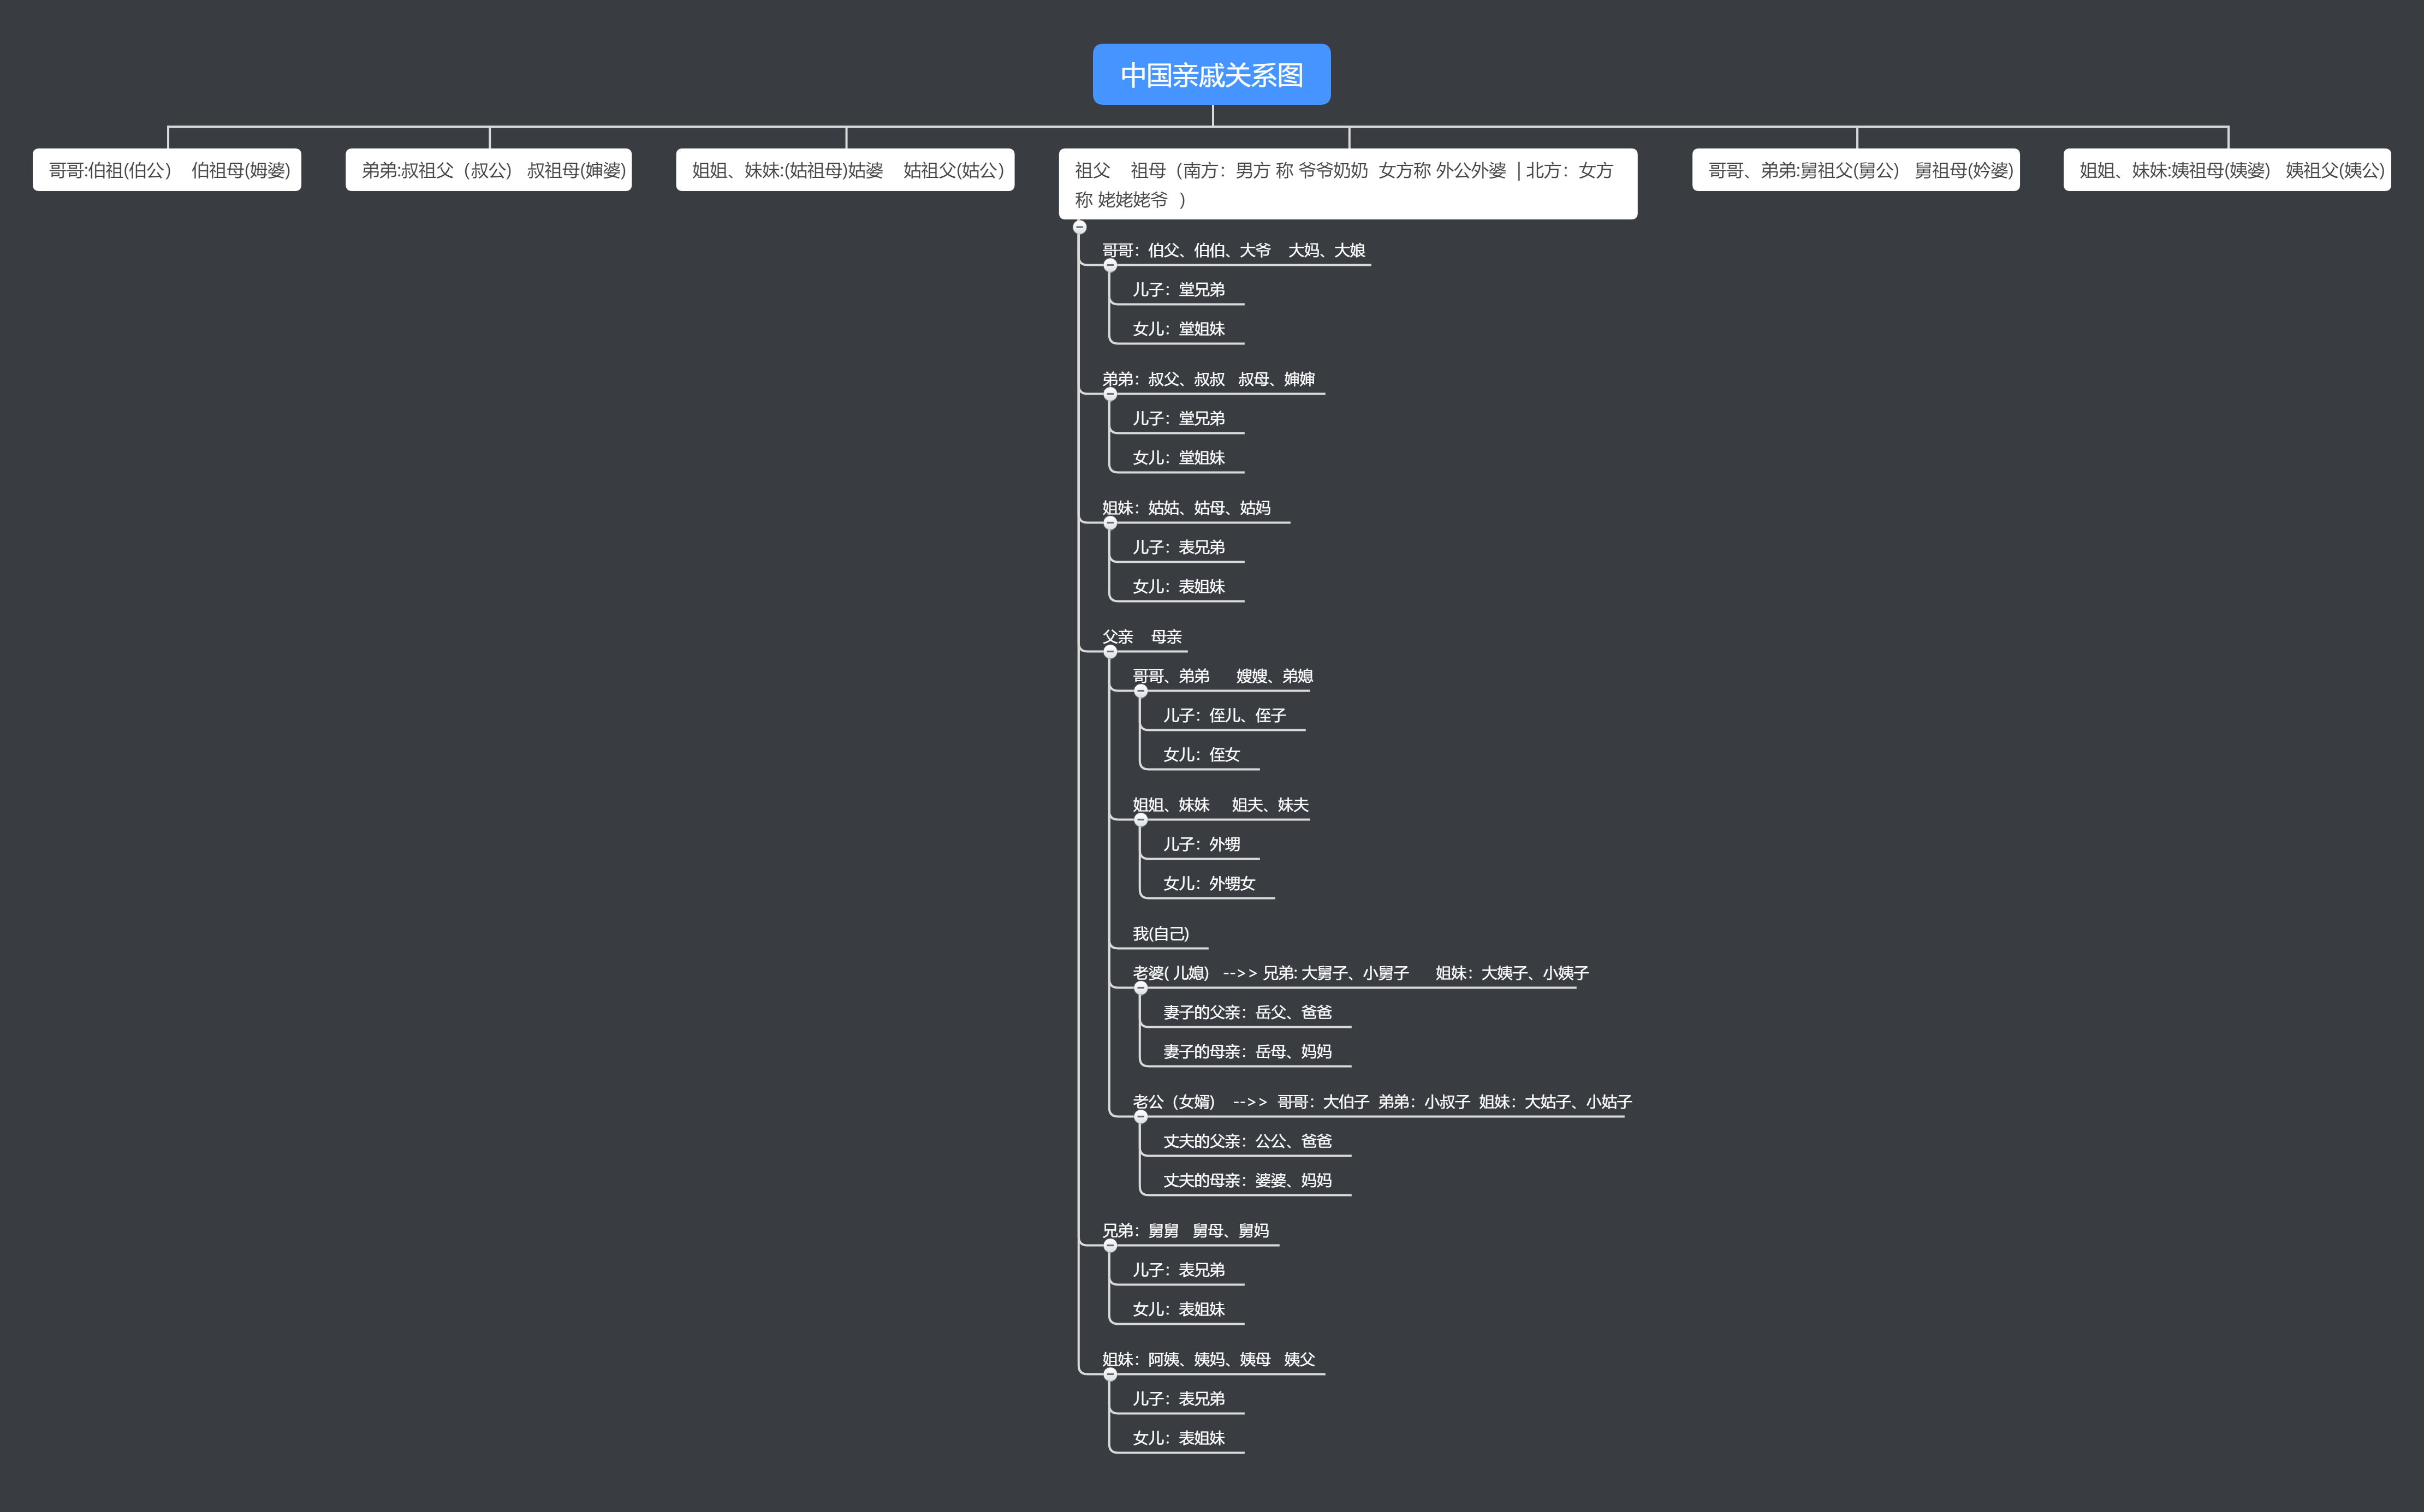 中国亲戚关系图
哥哥:伯祖(伯公） 伯祖母(姆婆)
弟弟:叔祖父（叔公） 叔祖母(婶婆)
姐姐、妹妹:(姑祖母)姑婆 姑祖父(姑公）
祖父 祖母（南方：男方 称 爷爷奶奶 女方称 外公外婆 | 北方：女方
称 姥姥姥爷 ）
哥哥、弟弟:舅祖父(舅公） 舅祖母(妗婆)
姐姐、妹妹:姨祖母(姨婆） 姨祖父(姨公)
哥哥：伯父、伯伯、大爷 大妈、大娘
儿子：堂兄弟
女儿：堂姐妹
弟弟：叔父、叔叔 叔母、婶婶
儿子：堂兄弟
女儿：堂姐妹
姐妹：姑姑、姑母、姑妈
儿子：表兄弟
女儿：表姐妹
父亲 母亲
哥哥、弟弟 嫂嫂、弟媳
儿子：侄儿、侄子
女儿：侄女
姐姐、妹妹 姐夫、妹夫
儿子：外甥
女儿：外甥女
我(自己)
老婆( 儿媳） -->> 兄弟: 大舅子、小舅子 姐妹：大姨子、小姨子
妻子的父亲：岳父、爸爸
妻子的母亲：岳母、妈妈
老公（女婿） -->> 哥哥：大伯子 弟弟：小叔子 姐妹：大姑子、小姑子
丈夫的父亲：公公、爸爸
丈夫的母亲：婆婆、妈妈
兄弟：舅舅 舅母、舅妈
儿子：表兄弟
女儿：表姐妹
姐妹：阿姨、姨妈、姨母 姨父
儿子：表兄弟
女儿：表姐妹